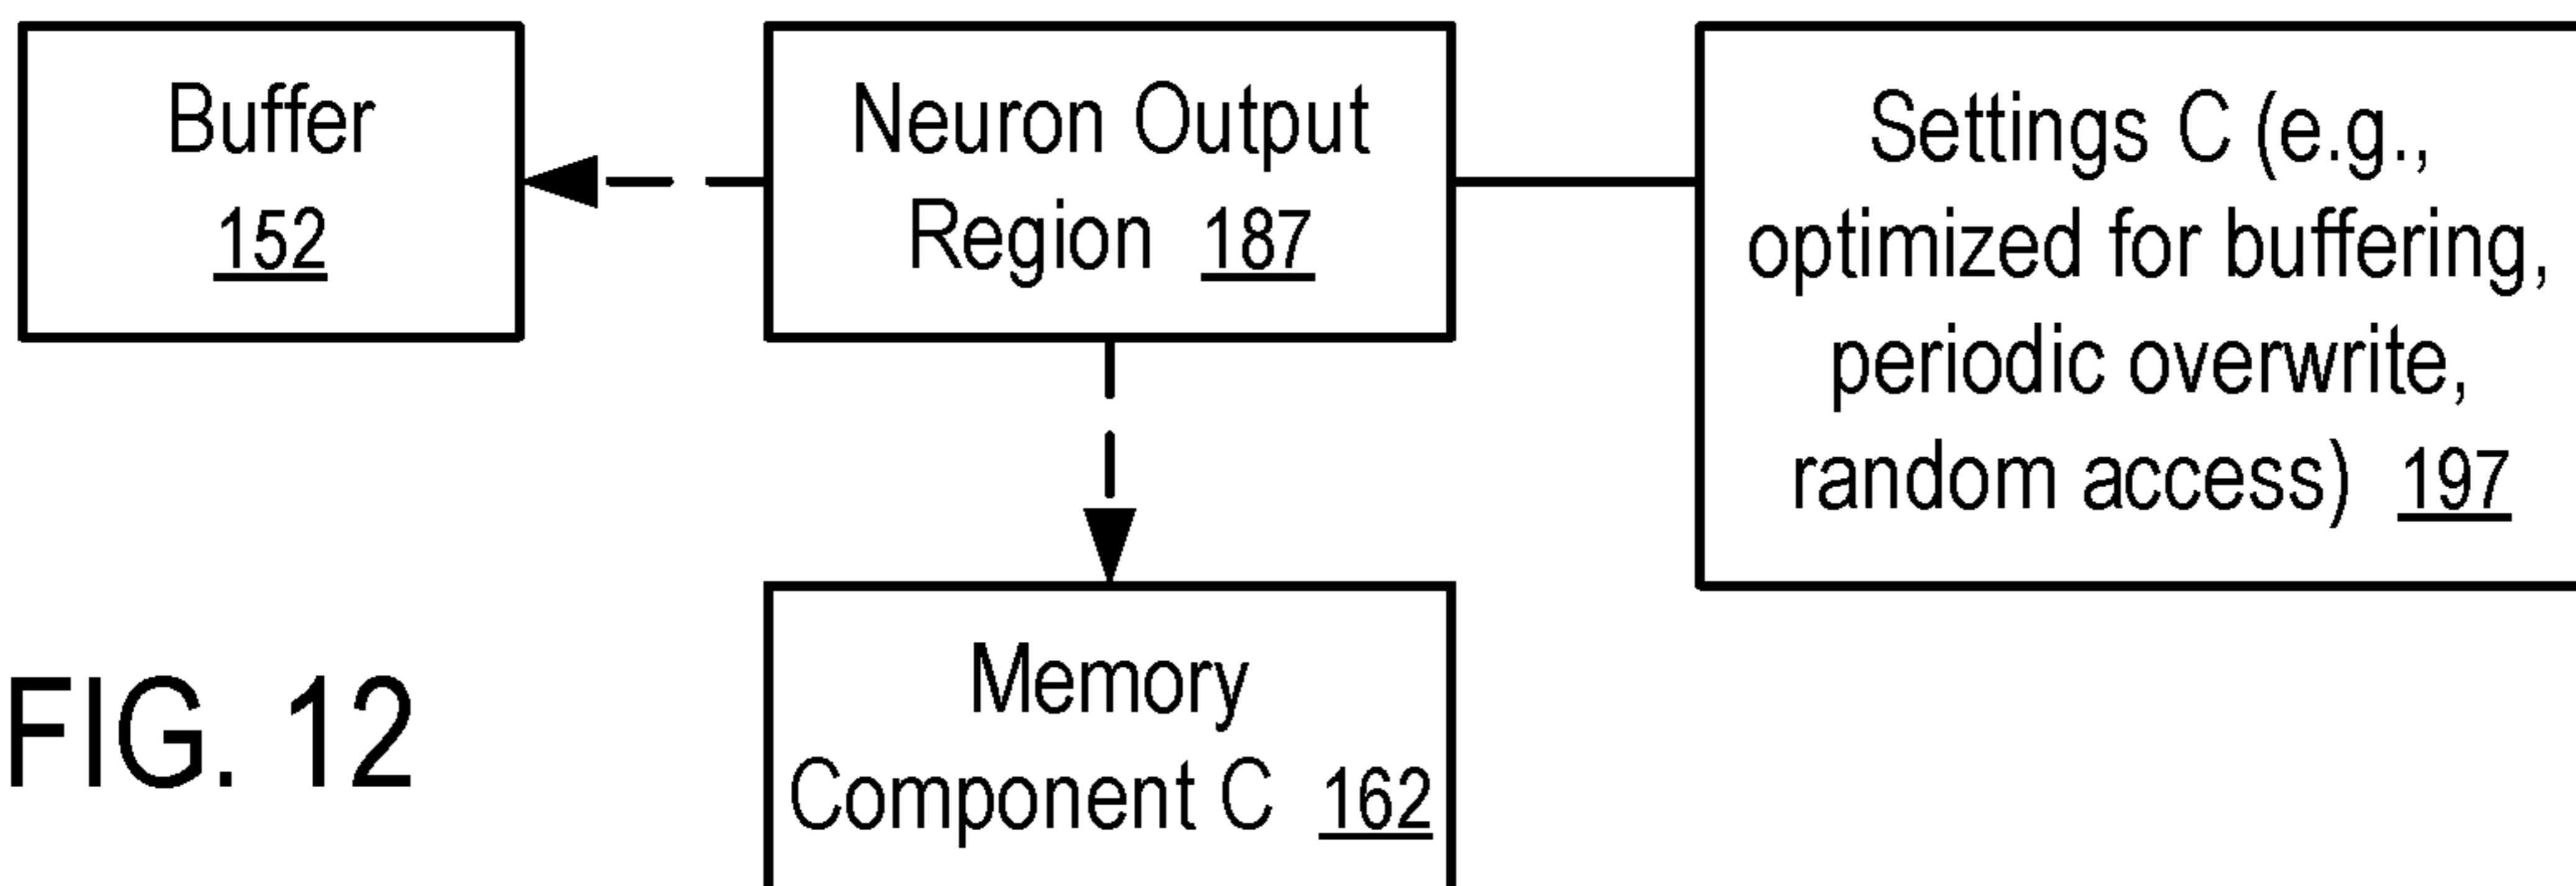 Buffer
152
Neuron Output
Region 187
Settings C (e.g.,
optimized for buffering,
periodic overwrite,
random access) 197
Memory
Component C 162
FIG. 12